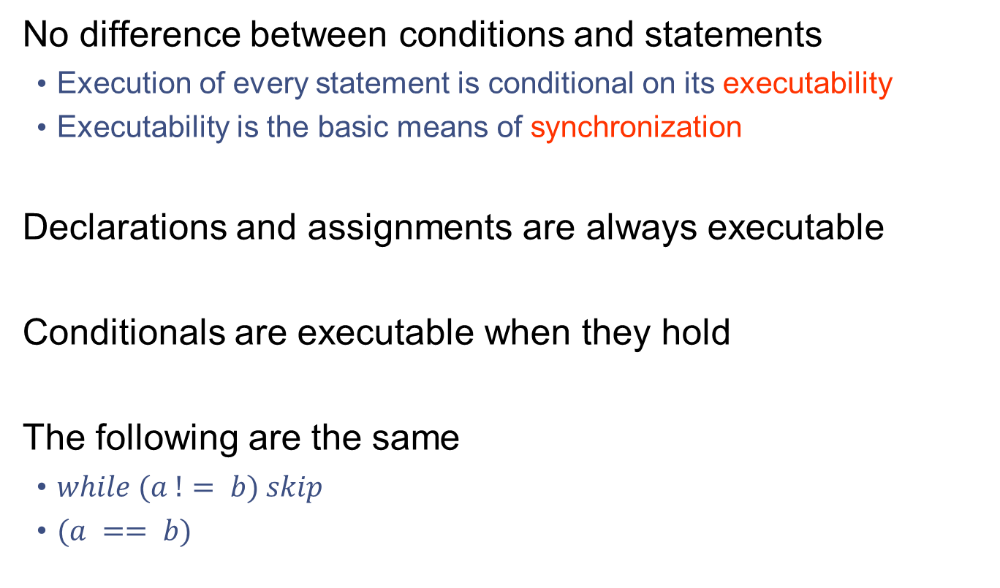 No difference between conditions and statements
• Execution of every statement is conditional on its executability
• Executability is the basic means of synchronization
Declarations and assignments are always executable
Conditionals are executable when they hold
The following are the same
• while (a != b) skip
• (a == b)